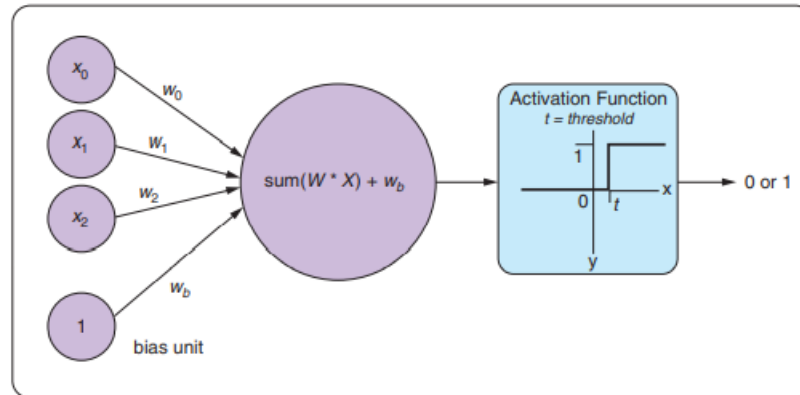 x0
w0
x1
w1
x2
w2
1
wb
bias unit
sum(W * X) + wb
Activation Function
t = threshold
1
0
t
x
y
0 or 1